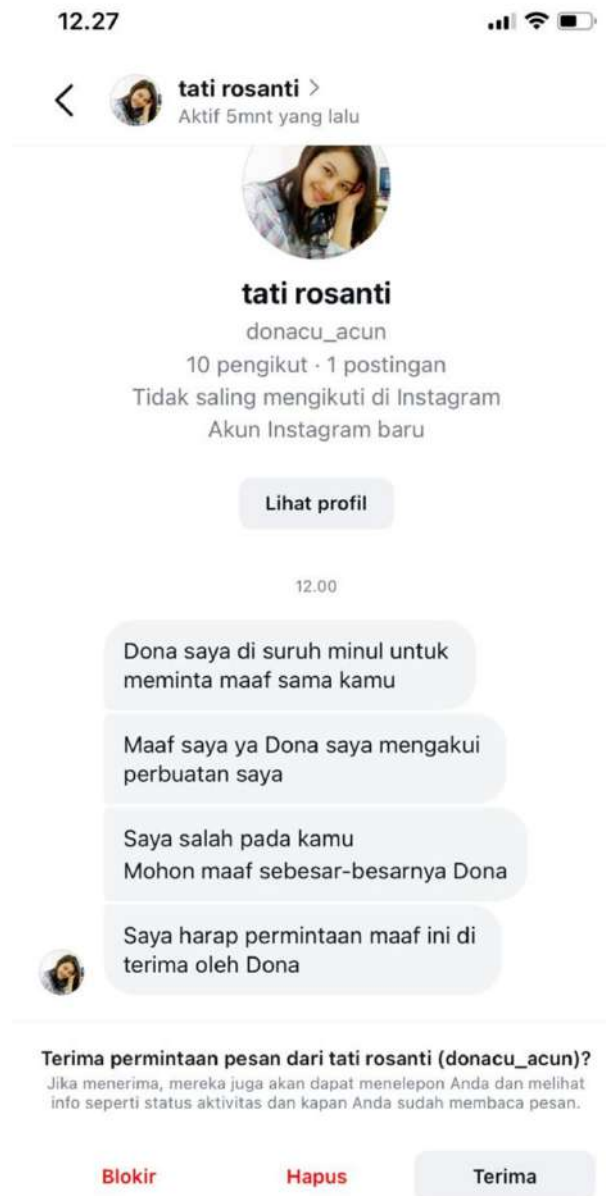 12.27
tati rosanti >
Aktif 5mnt yang lalu
tati rosanti
donacu_acun
10 pengikut · 1 postingan
Tidak saling mengikuti di Instagram
Akun Instagram baru
Lihat profil
12.00
Dona saya di suruh minul untuk
meminta maaf sama kamu
Maaf saya ya Dona saya mengakui
perbuatan saya
Saya salah pada kamu
Mohon maaf sebesar-besarnya Dona
Saya harap permintaan maaf ini di
terima oleh Dona
Terima permintaan pesan dari tati rosanti (donacu_acun)?
Jika menerima, mereka juga akan dapat menelepon Anda dan melihat
info seperti status aktivitas dan kapan Anda sudah membaca pesan.
Blokir Hapus Terima